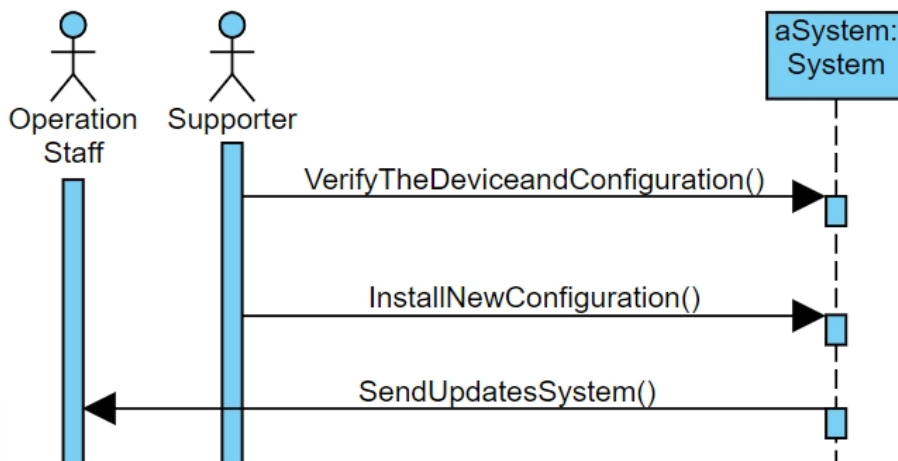 aSystem:
System
Operation
Staff
Supporter
VerifyTheDeviceandConfiguration()
InstallNewConfiguration()
SendUpdatesSystem()